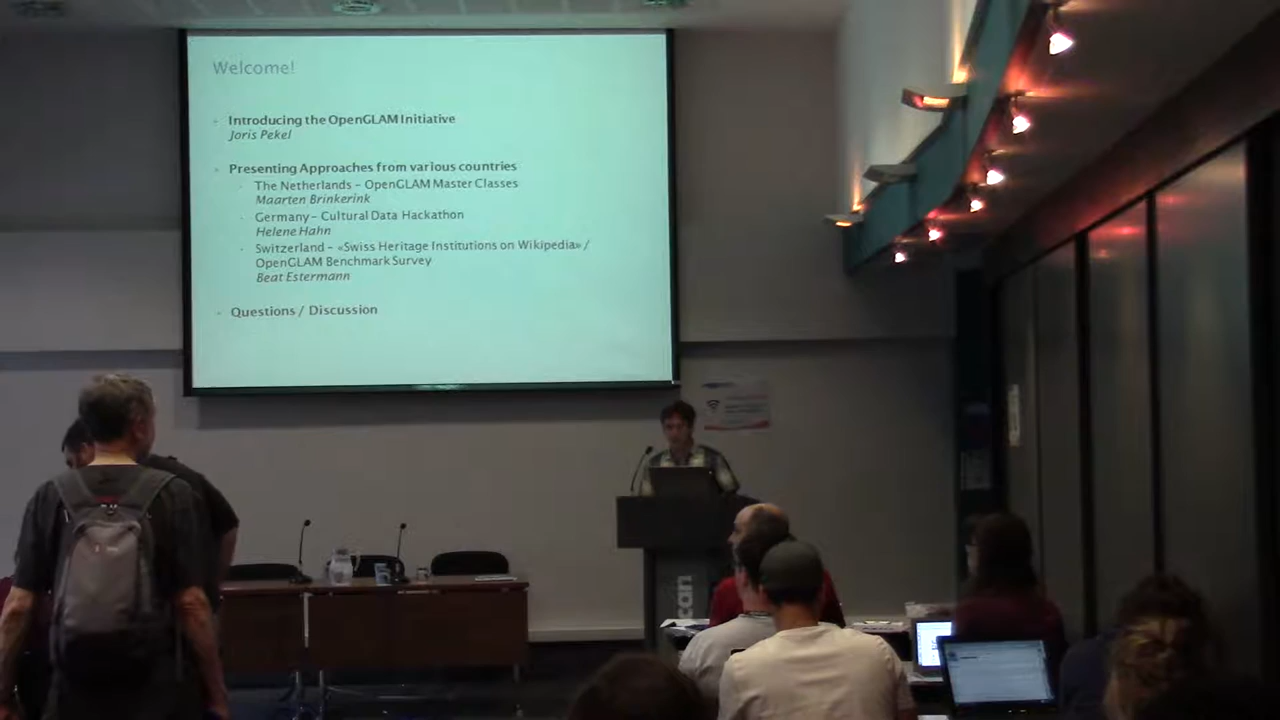 Welcome!
Introducing the OpenGLAM Initiative
Joris Pekel
Presenting Approaches from various countries
The Netherlands – OpenGLAM Master Classes
Maarten Brinkerink
Germany – Cultural Data Hackathon
Helene Hahn
Switzerland – «Swiss Heritage Institutions on Wikipedia» /
OpenGLAM Benchmark Survey
Beat Estermann
Questions / Discussion
ican